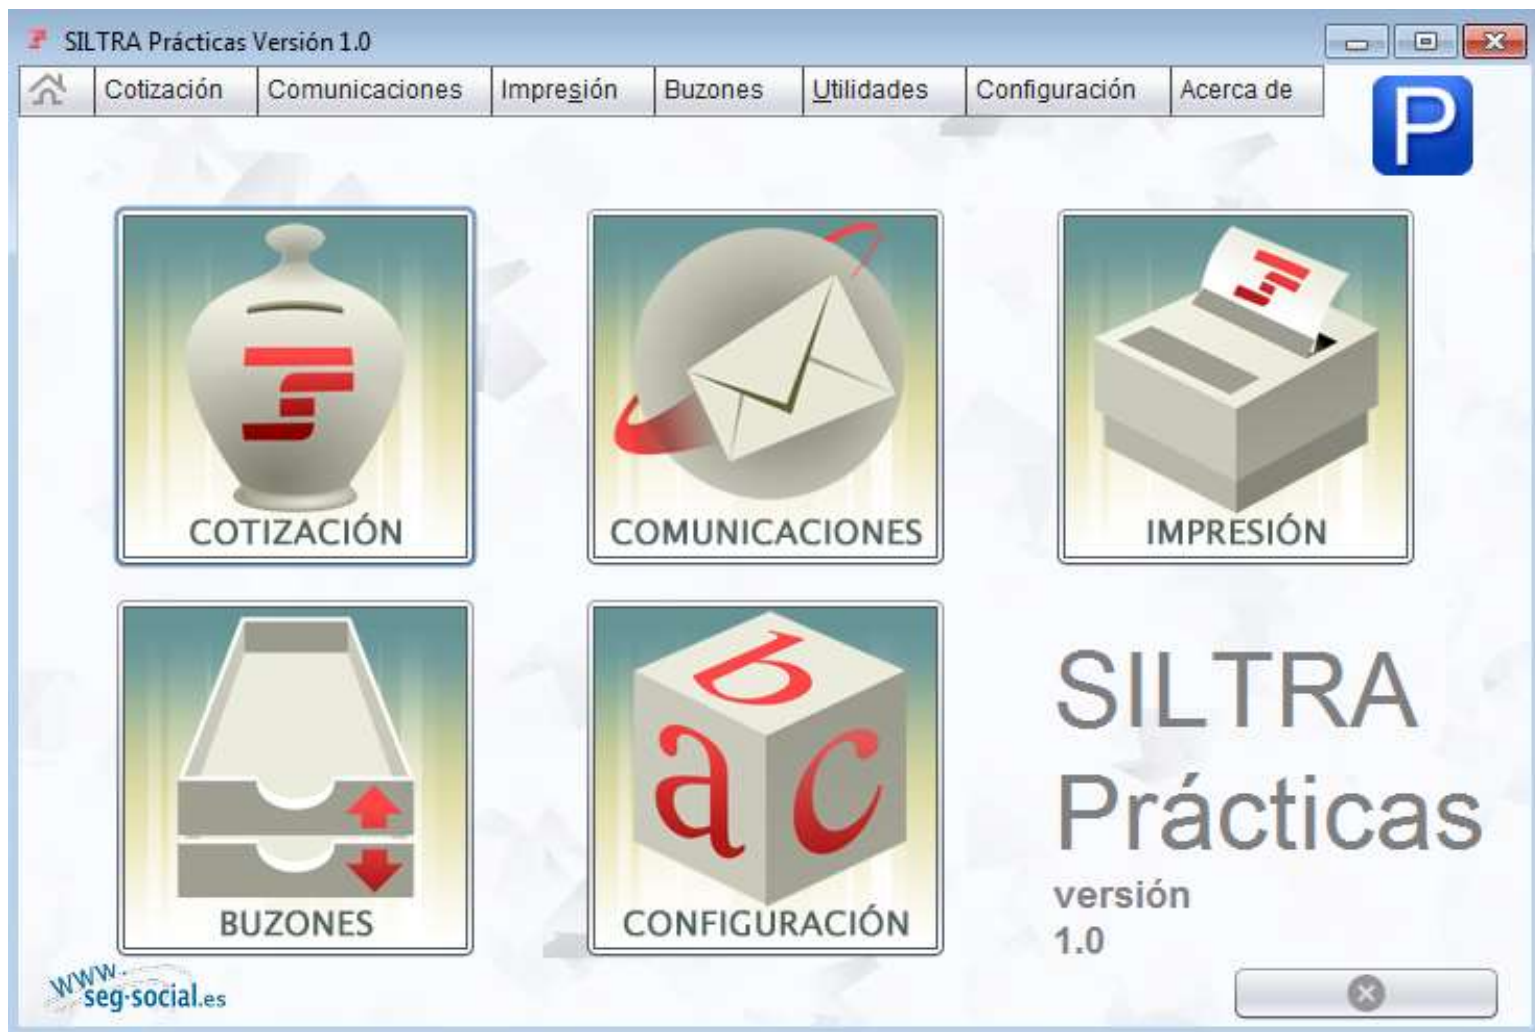 SILTRA Prácticas Versión 1.0
Cotización Comunicaciones Impresión Buzones Utilidades Configuración Acerca de
P
COTIZACIÓN COMUNICACIONES IMPRESIÓN
b
a c
BUZONES CONFIGURACIÓN
SILTRA
Prácticas
versión
1.0
www.
seg-social.es